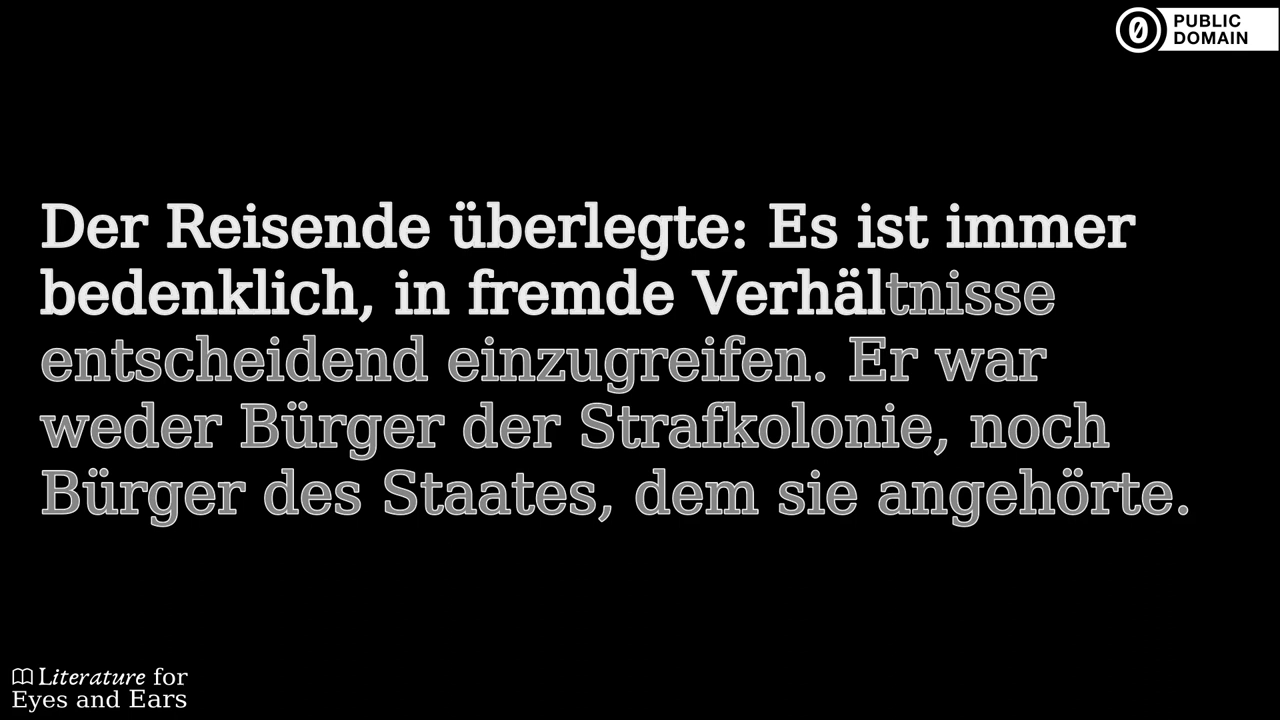 PUBLIC
DOMAIN
Der Reisende überlegte: Es ist immer
bedenklich, in fremde Verhältnisse
entscheidend einzugreifen. Er war
weder Bürger der Strafkolonie, noch
Bürger des Staates, dem sie angehörte.
Literature for
Eyes and Ears